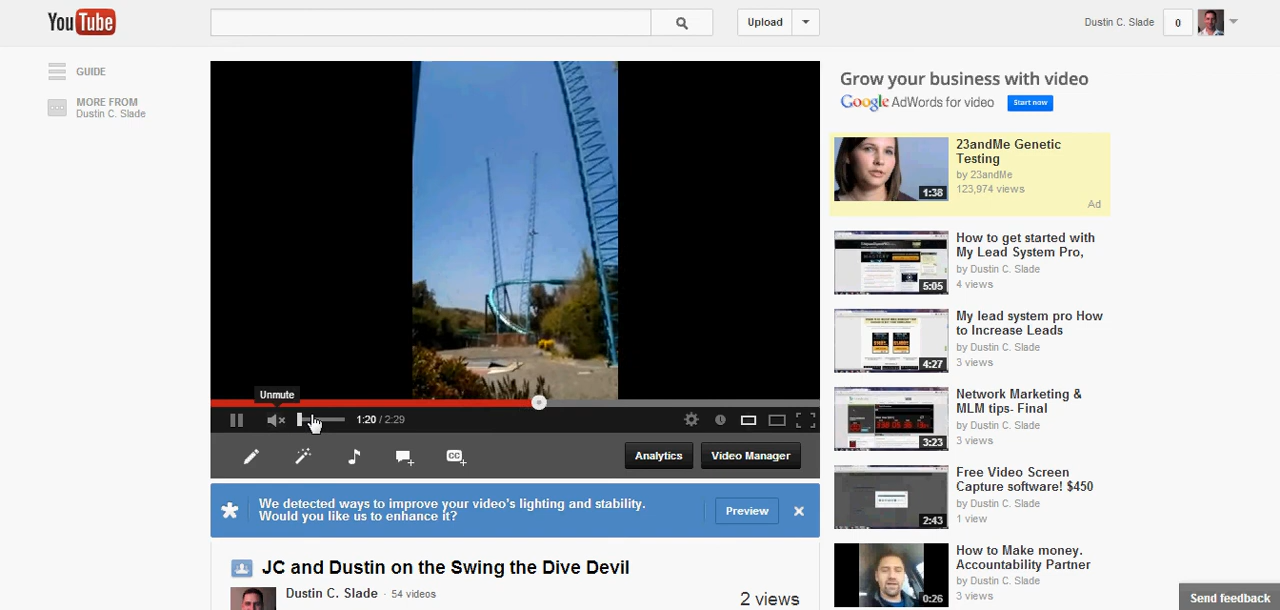 YouTube
Upload
Dustin C. Slade
0
GUIDE
MORE FROM
Dustin C. Slade
Unmute
1:20 / 2:29
CC
Analytics
Video Manager
We detected ways to improve your video's lighting and stability.
Would you like us to enhance it?
Preview
JC and Dustin on the Swing the Dive Devil
Dustin C. Slade · 54 videos
2 views
Grow your business with video
Google AdWords for video
Start now
1:38
23andMe Genetic
Testing
by 23andMe
123,974 views
Ad
5:05
How to get started with
My Lead System Pro,
by Dustin C. Slade
4 views
4:27
My lead system pro How
to Increase Leads
by Dustin C. Slade
3 views
3:23
Network Marketing &
MLM tips- Final
by Dustin C. Slade
3 views
2:43
Free Video Screen
Capture software! $450
by Dustin C. Slade
1 view
0:26
How to Make money.
Accountability Partner
by Dustin C. Slade
3 views
Send feedback